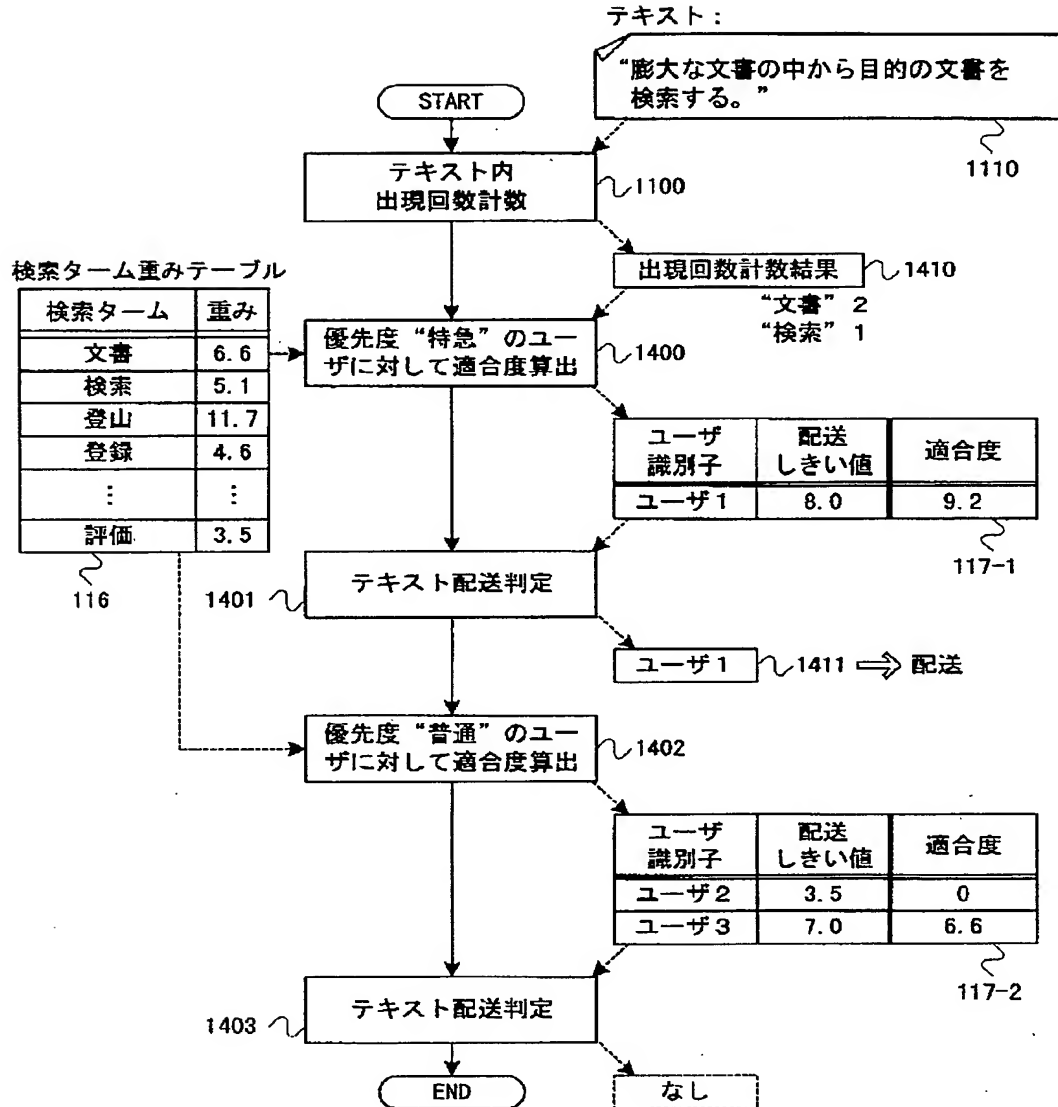 テキスト：
“膨大な文書の中から目的の文書を
検索する。”
1110
START
テキスト内
出現回数計数
1100
出現回数計数結果
1410
“文書” 2
“検索” 1
検索ターム重みテーブル
検索ターム 重み
文書 6.6
検索 5.1
登山 11.7
登録 4.6
⋮ ⋮
評価 3.5
116
優先度“特急”のユー
ザに対して適合度算出
1400
ユーザ
識別子
配送
しきい値
適合度
ユーザ1 8.0 9.2
117-1
テキスト配送判定
1401
ユーザ1
1411
配送
優先度“普通”のユー
ザに対して適合度算出
1402
ユーザ
識別子
配送
しきい値
適合度
ユーザ2 3.5 0
ユーザ3 7.0 6.6
117-2
テキスト配送判定
1403
END
なし